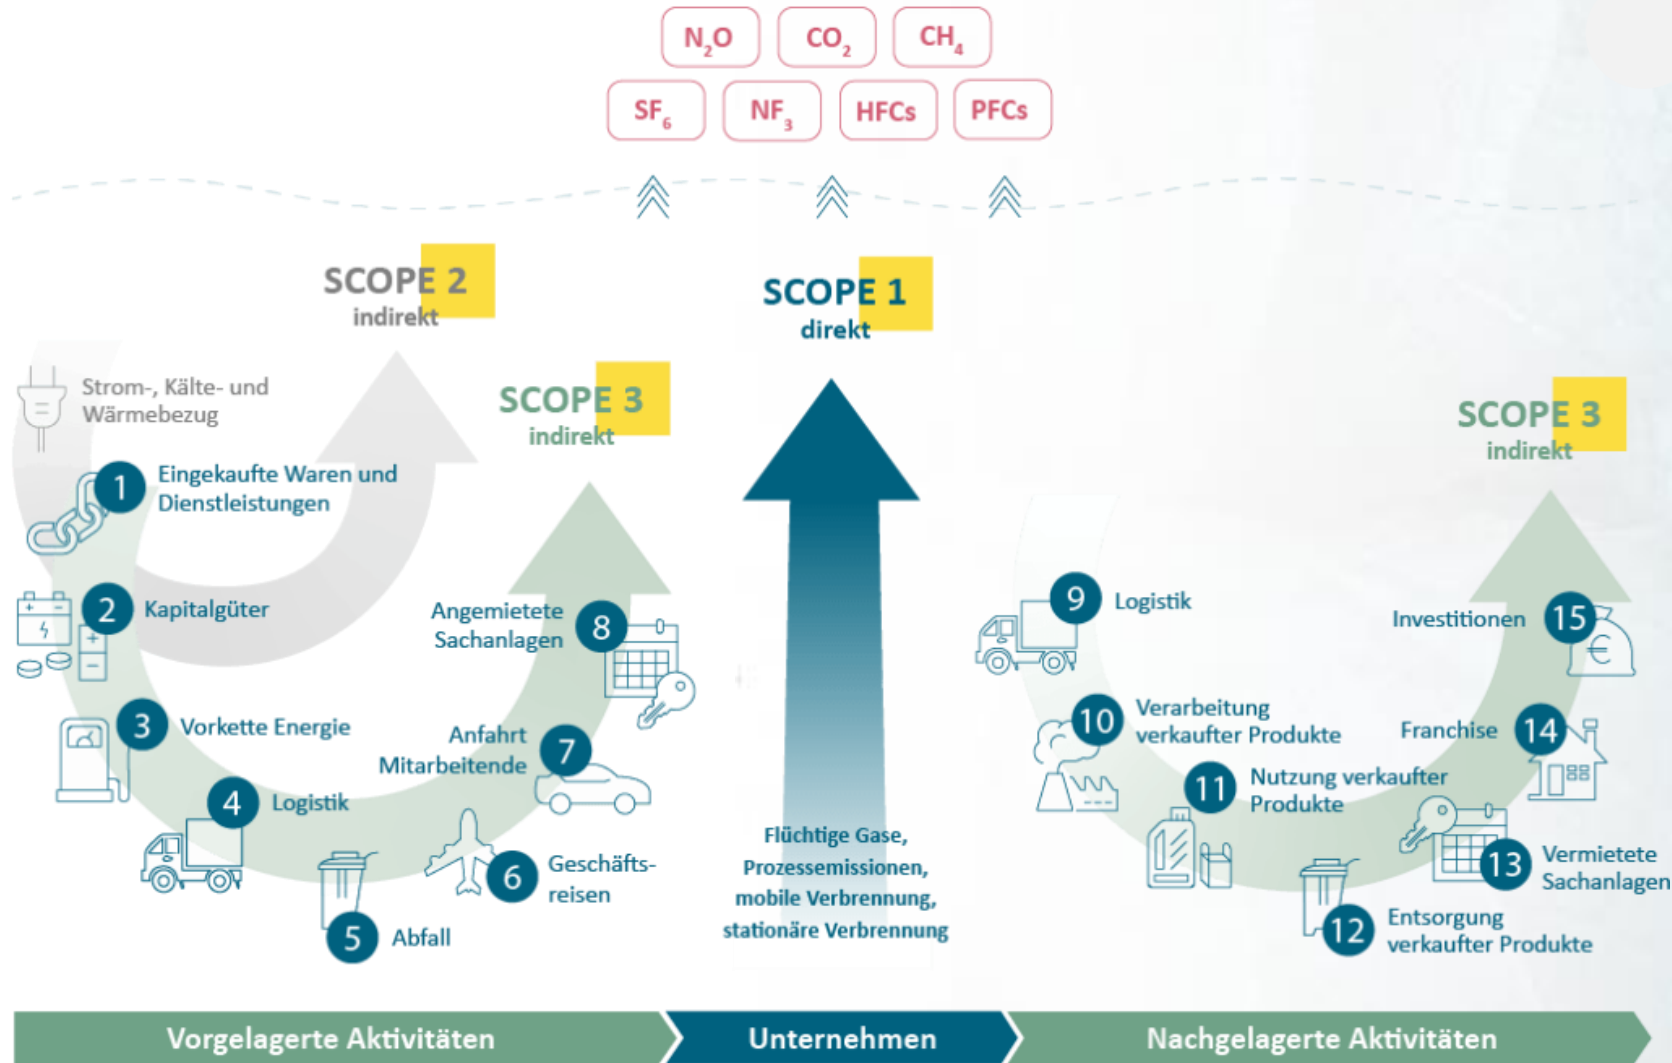 N₂O
CO₂
CH₄
SF₆
NF₃
HFCs
PFCs
SCOPE 2
indirekt
Strom-, Kälte- und
Wärmebezug
SCOPE 3
indirekt
1
Eingekaufte Waren und
Dienstleistungen
2
Kapitalgüter
3
Vorkette Energie
4
Logistik
5
Abfall
6
Geschäfts-
reisen
7
Anfahrt
Mitarbeitende
8
Angemietete
Sachanlagen
SCOPE 1
direkt
Flüchtige Gase,
Prozessemissionen,
mobile Verbrennung,
stationäre Verbrennung
SCOPE 3
indirekt
9
Logistik
10
Verarbeitung
verkaufter Produkte
11
Nutzung verkaufter
Produkte
12
Entsorgung
verkaufter Produkte
13
Vermietete
Sachanlagen
14
Franchise
15
Investitionen
€
Vorgelagerte Aktivitäten
Unternehmen
Nachgelagerte Aktivitäten